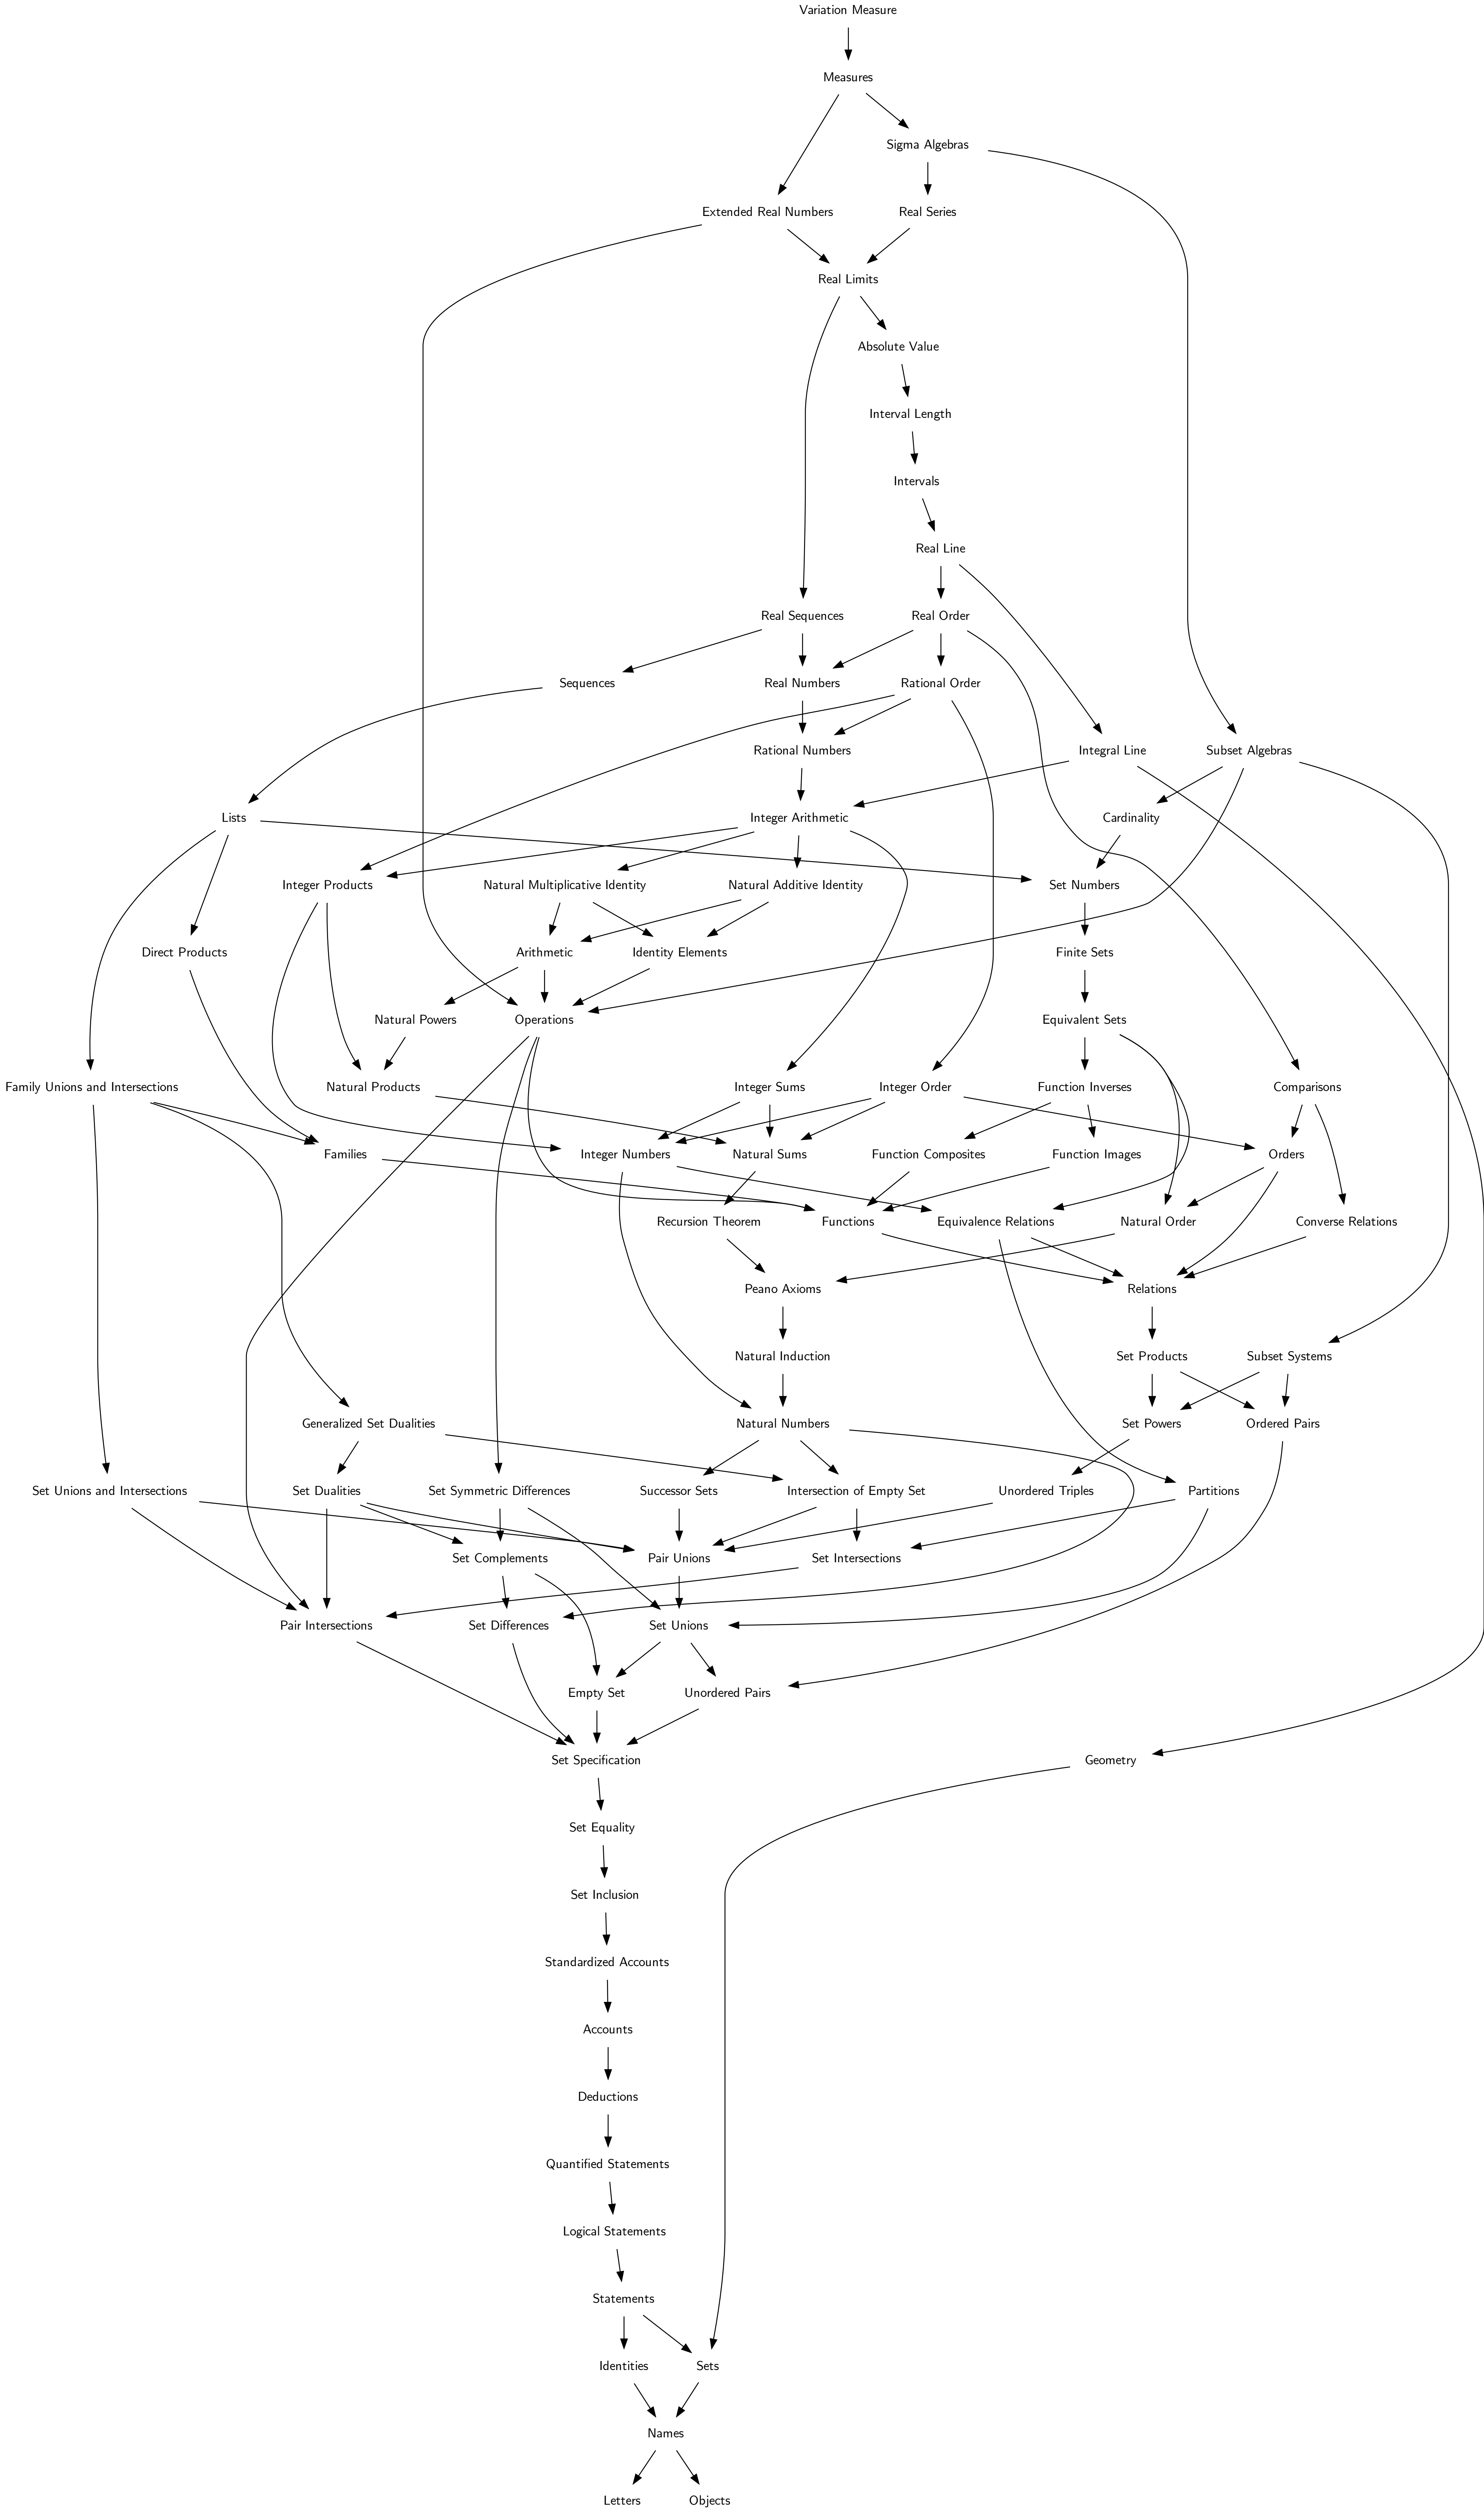 Variation Measure
Measures
Sigma Algebras
Extended Real Numbers
Real Series
Real Limits
Absolute Value
Interval Length
Intervals
Real Line
Real Sequences
Real Order
Sequences
Real Numbers
Rational Order
Rational Numbers
Integral Line
Subset Algebras
Lists
Integer Arithmetic
Cardinality
Integer Products
Natural Multiplicative Identity
Natural Additive Identity
Set Numbers
Direct Products
Arithmetic
Identity Elements
Finite Sets
Natural Powers
Operations
Equivalent Sets
Family Unions and Intersections
Natural Products
Integer Sums
Integer Order
Function Inverses
Comparisons
Families
Integer Numbers
Natural Sums
Function Composites
Function Images
Orders
Recursion Theorem
Functions
Equivalence Relations
Natural Order
Converse Relations
Peano Axioms
Relations
Natural Induction
Set Products
Subset Systems
Generalized Set Dualities
Natural Numbers
Set Powers
Ordered Pairs
Set Unions and Intersections
Set Dualities
Set Symmetric Differences
Successor Sets
Intersection of Empty Set
Unordered Triples
Partitions
Set Complements
Pair Unions
Set Intersections
Pair Intersections
Set Differences
Set Unions
Empty Set
Unordered Pairs
Set Specification
Geometry
Set Equality
Set Inclusion
Standardized Accounts
Accounts
Deductions
Quantified Statements
Logical Statements
Statements
Identities
Sets
Names
Letters
Objects